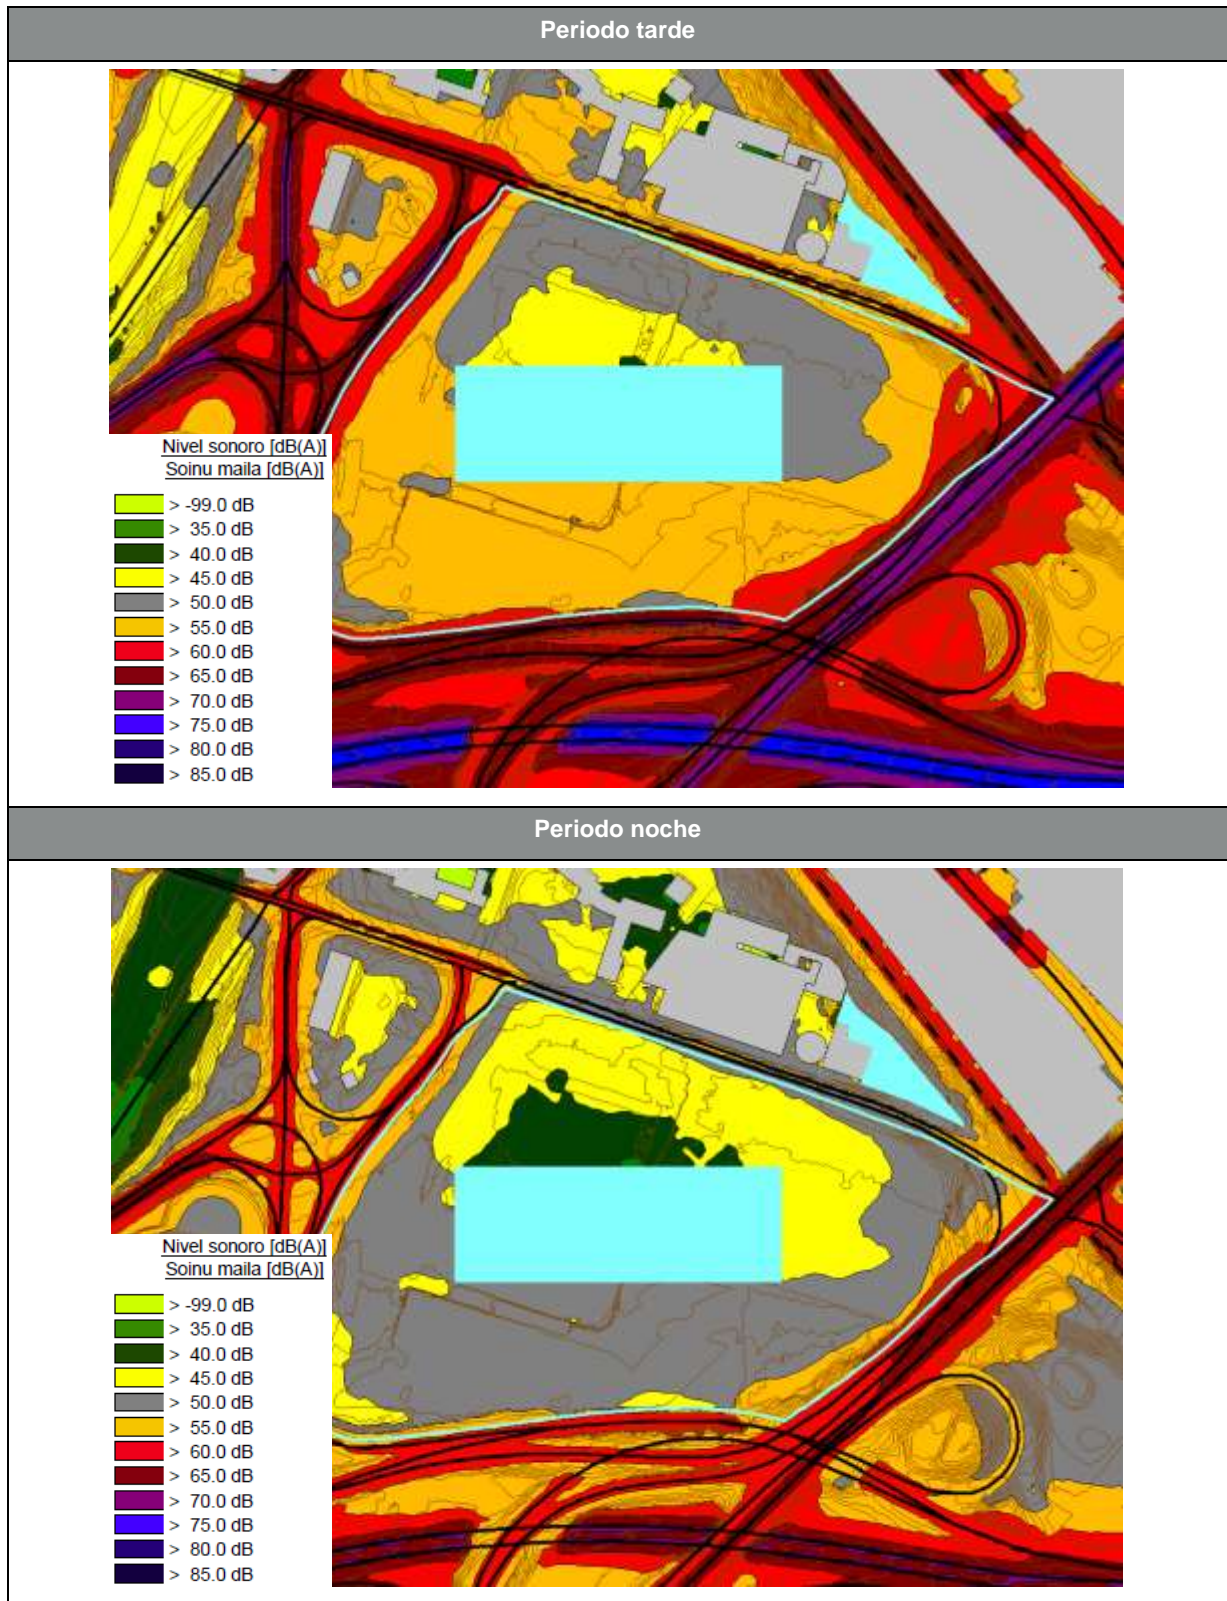 Periodo tarde
Nivel sonoro [dB(A)]
Soinu maila [dB(A)]
> -99.0 dB
> 35.0 dB
> 40.0 dB
> 45.0 dB
> 50.0 dB
> 55.0 dB
> 60.0 dB
> 65.0 dB
> 70.0 dB
> 75.0 dB
> 80.0 dB
> 85.0 dB
Periodo noche
Nivel sonoro [dB(A)]
Soinu maila [dB(A)]
> -99.0 dB
> 35.0 dB
> 40.0 dB
> 45.0 dB
> 50.0 dB
> 55.0 dB
> 60.0 dB
> 65.0 dB
> 70.0 dB
> 75.0 dB
> 80.0 dB
> 85.0 dB